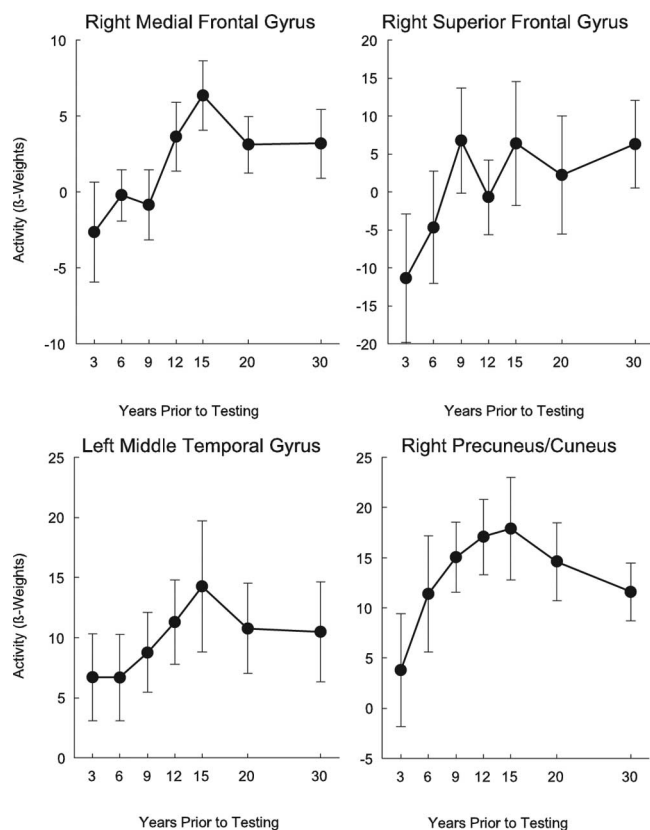 Right Medial Frontal Gyrus
10
5
0
-5
-10
Activity (ß-Weights)
3 6 9 12 15 20 30
Years Prior to Testing
Right Superior Frontal Gyrus
20
15
10
5
0
-5
-10
-15
-20
3 6 9 12 15 20 30
Years Prior to Testing
Left Middle Temporal Gyrus
25
20
15
10
5
0
Activity (ß-Weights)
3 6 9 12 15 20 30
Years Prior to Testing
Right Precuneus/Cuneus
25
20
15
10
5
0
-5
3 6 9 12 15 20 30
Years Prior to Testing